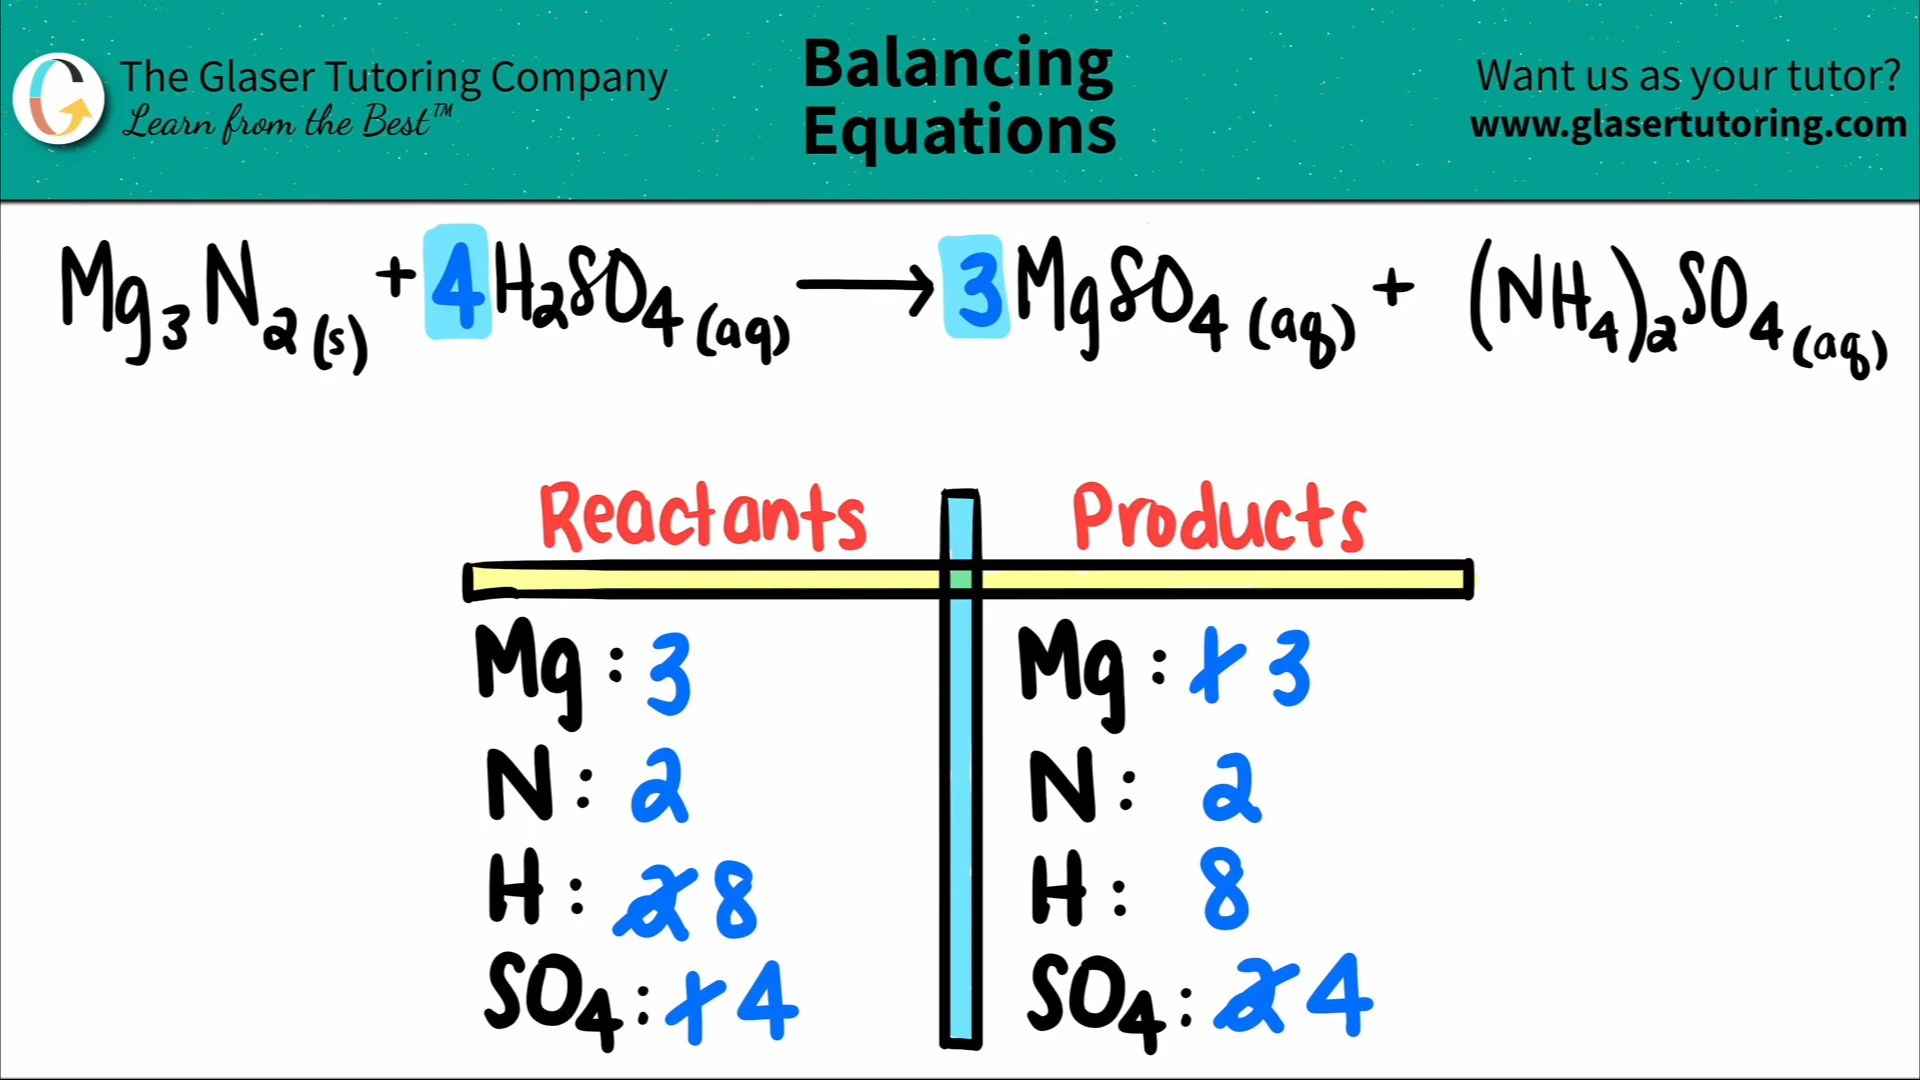 The Glaser Tutoring Company
Learn from the Best™
Balancing
Equations
Want us as your tutor?
www.glasertutoring.com
Mg₃N₂(s) + 4H₂SO₄(aq) → 3MgSO₄(aq) + (NH₄)₂SO₄(aq)
Reactants Products
Mg: 3 Mg: 1 3
N: 2 N: 2
H: 2 8 H: 8
SO₄: 1 4 SO₄: 2 4